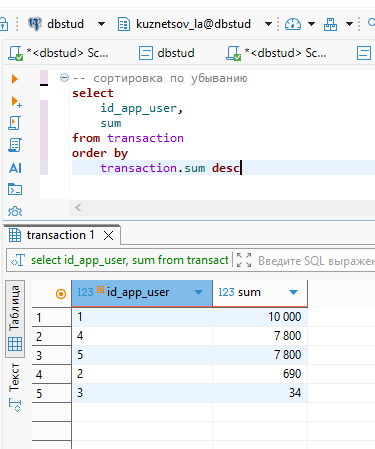 dbstud
kuznetsov_la@dbstud
*<dbstud> Sc...
dbstud
*<dbstud> Sc...
-- сортировка по убыванию
select
id_app_user,
sum
from transaction
order by
transaction.sum desc
AI
transaction 1
select id_app_user, sum from transact
Введите SQL выражен
Таблица
Текст
123 id_app_user
123 sum
1 1 10 000
2 4 7 800
3 5 7 800
4 2 690
5 3 34